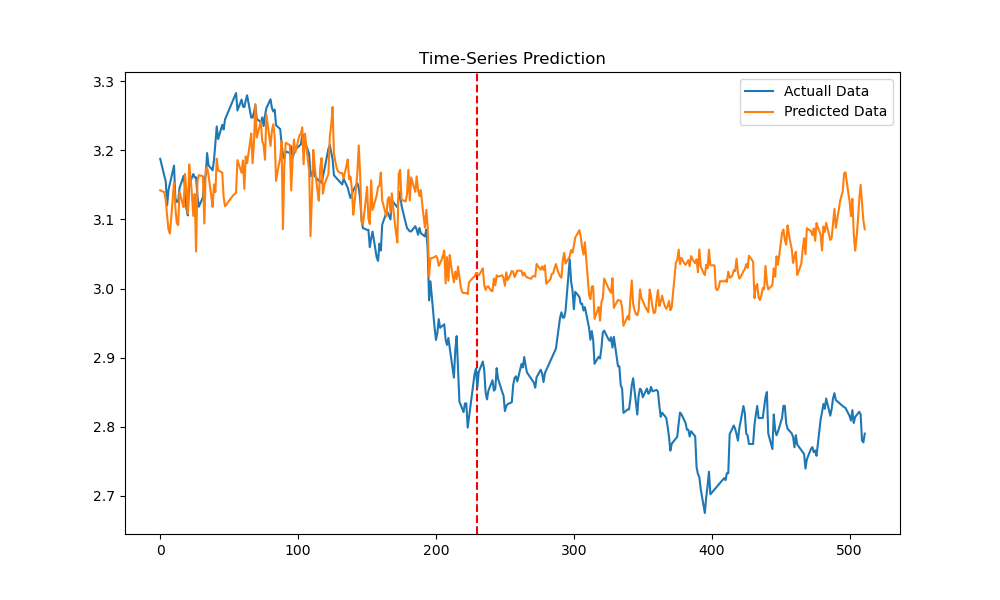 Time-Series Prediction
Actuall Data
Predicted Data
3.3
3.2
3.1
3.0
2.9
2.8
2.7
0 100 200 300 400 500